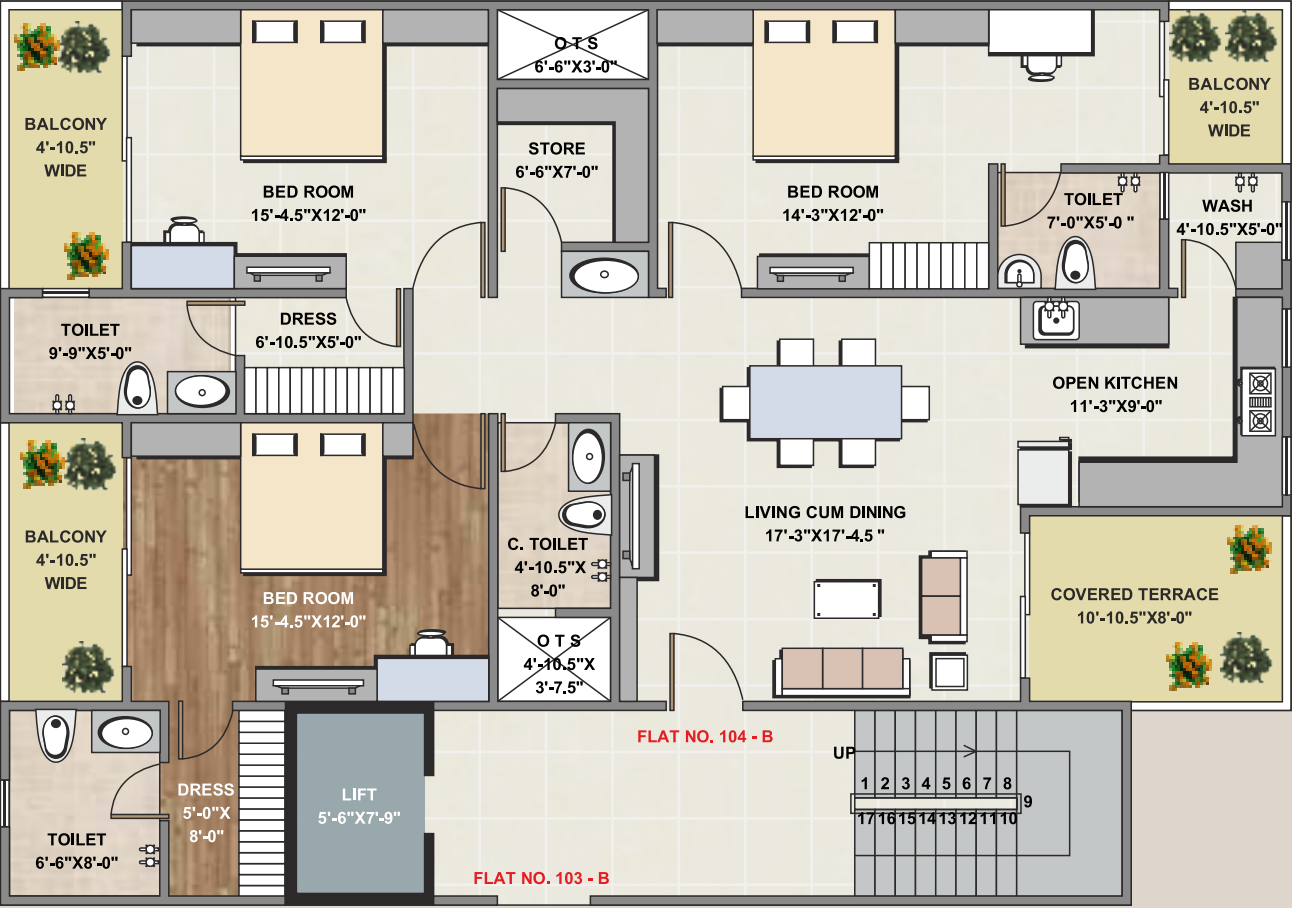 O T S
6'-6"X3'-0"
BALCONY
4'-10.5"
WIDE
BED ROOM
15'-4.5"X12'-0"
STORE
6'-6"X7'-0"
BED ROOM
14'-3"X12'-0"
BALCONY
4'-10.5"
WIDE
TOILET
7'-0"X5'-0 "
WASH
4'-10.5"X5'-0"
TOILET
9'-9"X5'-0"
DRESS
6'-10.5"X5'-0"
OPEN KITCHEN
11'-3"X9'-0"
LIVING CUM DINING
17'-3"X17'-4.5 "
BALCONY
4'-10.5"
WIDE
BED ROOM
15'-4.5"X12'-0"
C. TOILET
4'-10.5"X
8'-0"
COVERED TERRACE
10'-10.5"X8'-0"
O T S
4'-10.5"X
3'-7.5"
FLAT NO. 104 - B
UP
1 2 3 4 5 6 7 8
9
17 16 15 14 13 12 11 10
LIFT
5'-6"X7'-9"
DRESS
5'-0"X
8'-0"
TOILET
6'-6"X8'-0"
FLAT NO. 103 - B